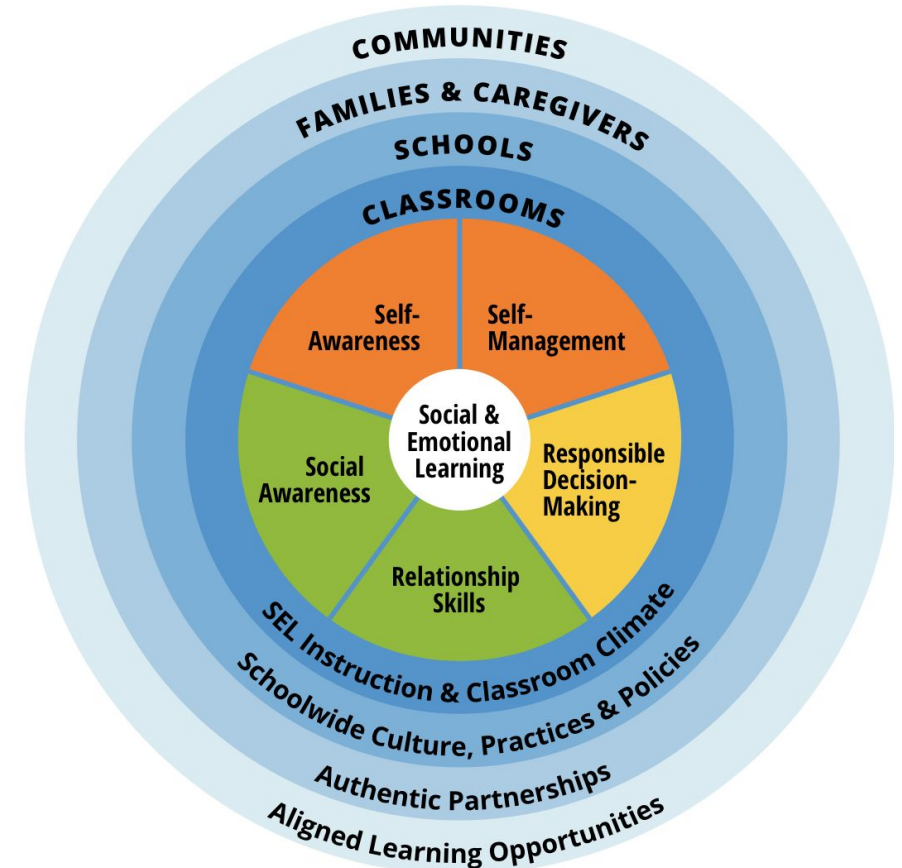 COMMUNITIES
FAMILIES & CAREGIVERS
SCHOOLS
CLASSROOMS
Self-
Awareness
Self-
Management
Social &
Emotional
Learning
Social
Awareness
Responsible
Decision-
Making
Relationship
Skills
SEL Instruction & Classroom Climate
Schoolwide Culture, Practices & Policies
Authentic Partnerships
Aligned Learning Opportunities